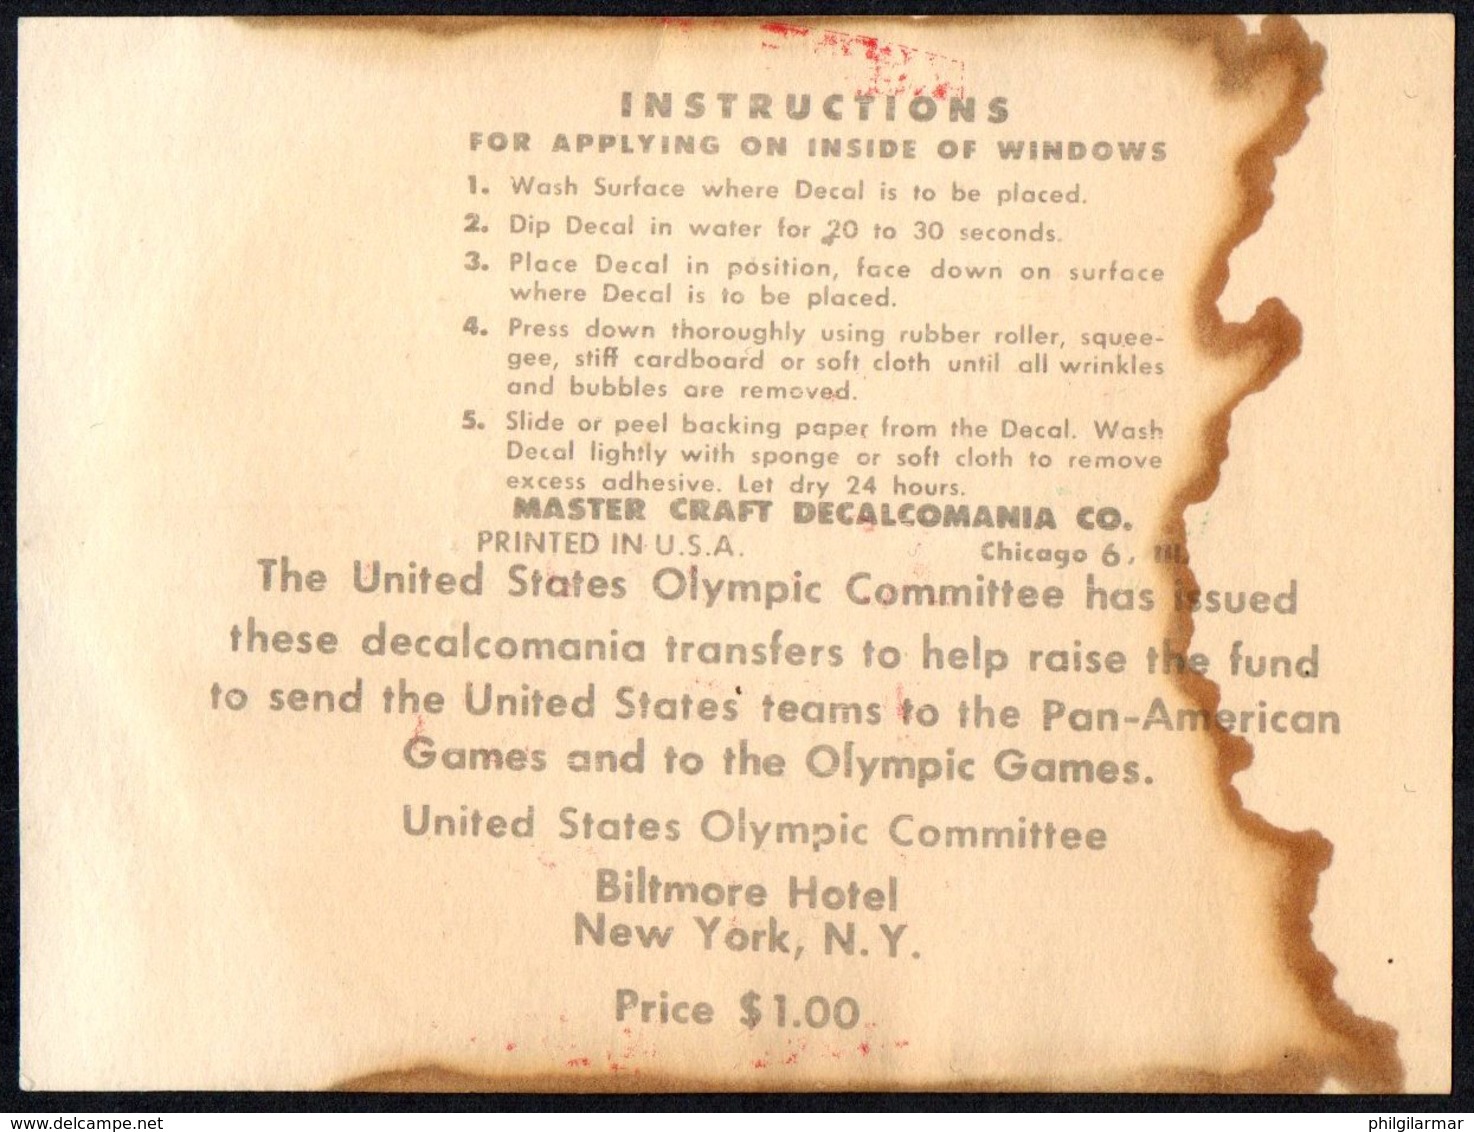 INSTRUCTIONS
FOR APPLYING ON INSIDE OF WINDOWS
1. Wash Surface where Decal is to be placed.
2. Dip Decal in water for 20 to 30 seconds.
3. Place Decal in position, face down on surface
where Decal is to be placed.
4. Press down thoroughly using rubber roller, squee-
gee, stiff cardboard or soft cloth until all wrinkles
and bubbles are removed.
5. Slide or peel backing paper from the Decal. Wash
Decal lightly with sponge or soft cloth to remove
excess adhesive. Let dry 24 hours.
MASTER CRAFT DECALCOMANIA CO.
PRINTED IN U.S.A. Chicago 6, Ill.
The United States Olympic Committee has issued
these decalcomania transfers to help raise the fund
to send the United States teams to the Pan-American
Games and to the Olympic Games.
United States Olympic Committee
Biltmore Hotel
New York, N.Y.
Price $1.00
delcampe.net
philgilarmar